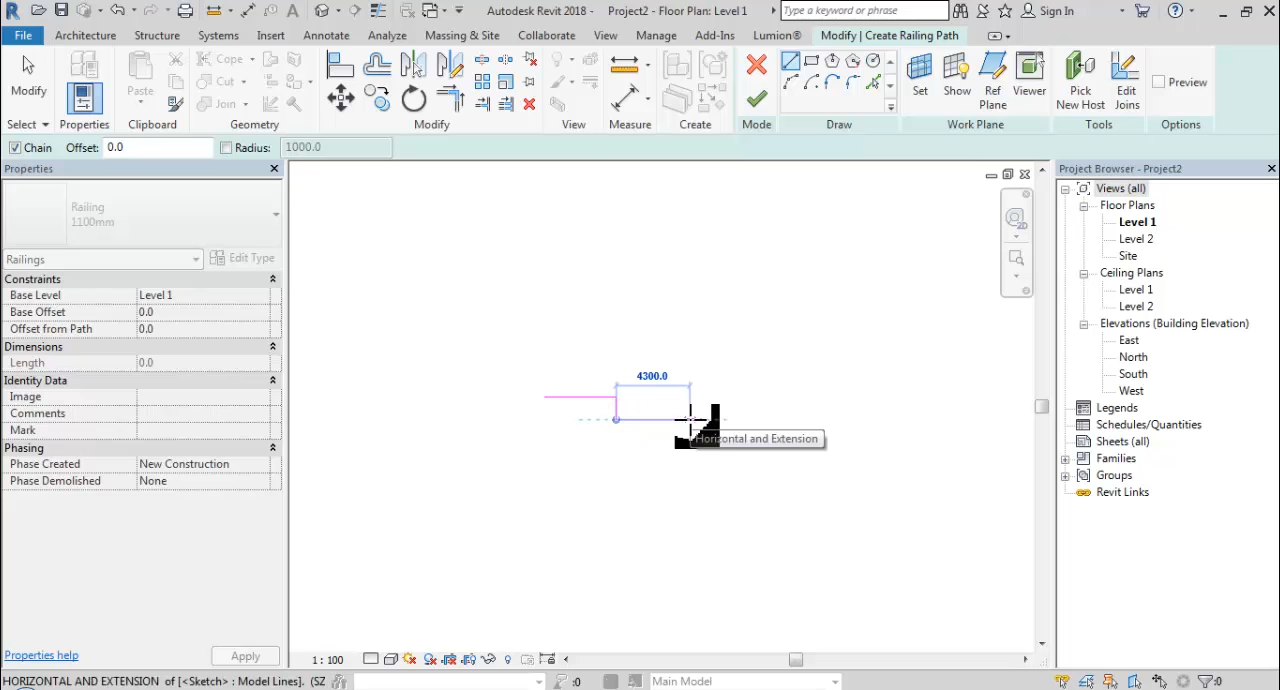 Autodesk Revit 2018 - Project2 - Floor Plan: Level 1
Type a keyword or phrase
Sign In
File
Architecture
Structure
Systems
Insert
Annotate
Analyze
Massing & Site
Collaborate
View
Manage
Add-Ins
Lumion®
Modify | Create Railing Path
Modify
Paste
Cope
Cut
Join
Set
Show
Ref Plane
Viewer
Pick New Host
Edit Joins
Preview
Select
Properties
Clipboard
Geometry
Modify
View
Measure
Create
Mode
Draw
Work Plane
Tools
Options
Chain
Offset: 0.0
Radius: 1000.0
Properties
Railing
1100mm
Railings
Edit Type
Constraints
Base Level Level 1
Base Offset 0.0
Offset from Path 0.0
Dimensions
Length 0.0
Identity Data
Image
Comments
Mark
Phasing
Phase Created New Construction
Phase Demolished None
Properties help
Apply
2D
4300.0
Horizontal and Extension
Project Browser - Project2
Views (all)
Floor Plans
Level 1
Level 2
Site
Ceiling Plans
Level 1
Level 2
Elevations (Building Elevation)
East
North
South
West
Legends
Schedules/Quantities
Sheets (all)
Families
Groups
Revit Links
1 : 100
HORIZONTAL AND EXTENSION of [<Sketch> : Model Lines]. (SZ
:0
Main Model
:0